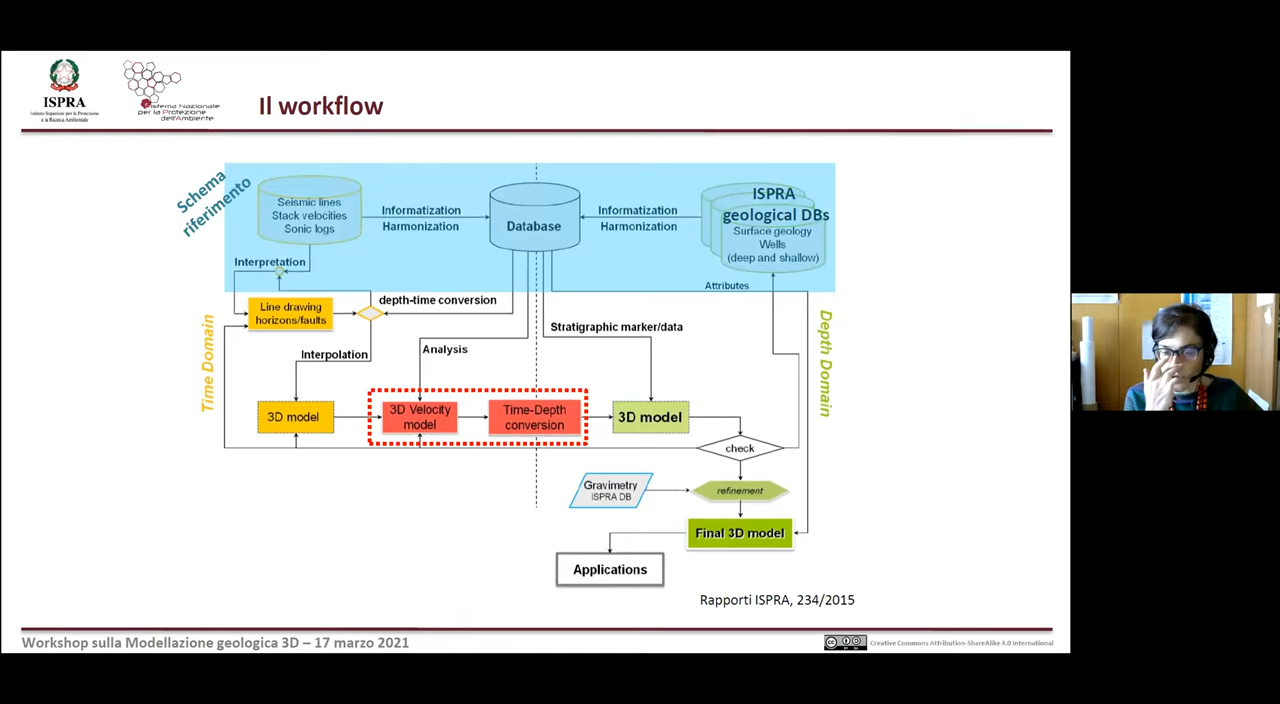 ISPRA
Istituto Superiore per la Protezione
e la Ricerca Ambientale
Sistema Nazionale
per la Protezione
dell'Ambiente
Il workflow
Schema
riferimento
Seismic lines
Stack velocities
Sonic logs
Informatization
Harmonization
Database
Informatization
Harmonization
ISPRA
geological DBs
Surface geology
Wells
(deep and shallow)
Interpretation
Attributes
Line drawing
horizons/faults
depth-time conversion
Stratigraphic marker/data
Time Domain
Depth Domain
Interpolation
Analysis
3D model
3D Velocity
model
Time-Depth
conversion
3D model
check
Gravimetry
ISPRA DB
refinement
Final 3D model
Applications
Rapporti ISPRA, 234/2015
Workshop sulla Modellazione geologica 3D – 17 marzo 2021
Creative Commons Attribution-ShareAlike 4.0 International